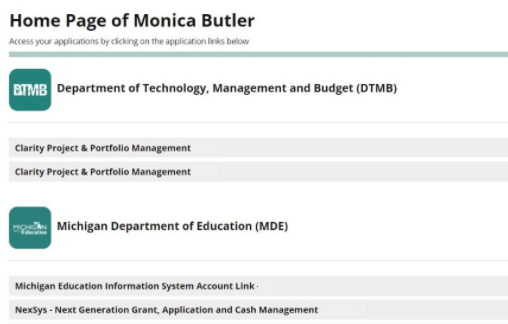 Home Page of Monica Butler
Access your applications by clicking on the application links below
DTMB
Department of Technology, Management and Budget (DTMB)
Clarity Project & Portfolio Management
Clarity Project & Portfolio Management
MICHIGAN
Education
Michigan Department of Education (MDE)
Michigan Education Information System Account Link
NexSys - Next Generation Grant, Application and Cash Management